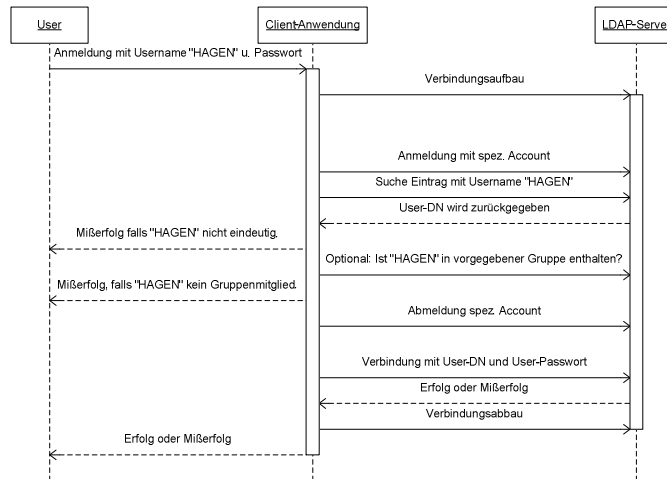 User
Client-Anwendung
LDAP-Server
Anmeldung mit Username "HAGEN" u. Passwort
Verbindungsaufbau
Anmeldung mit spez. Account
Suche Eintrag mit Username "HAGEN"
User-DN wird zurückgegeben
Mißerfolg falls "HAGEN" nicht eindeutig.
Optional: Ist "HAGEN" in vorgegebener Gruppe enthalten?
Mißerfolg, falls "HAGEN" kein Gruppenmitglied.
Abmeldung spez. Account
Verbindung mit User-DN und User-Passwort
Erfolg oder Mißerfolg
Verbindungsabbau
Erfolg oder Mißerfolg